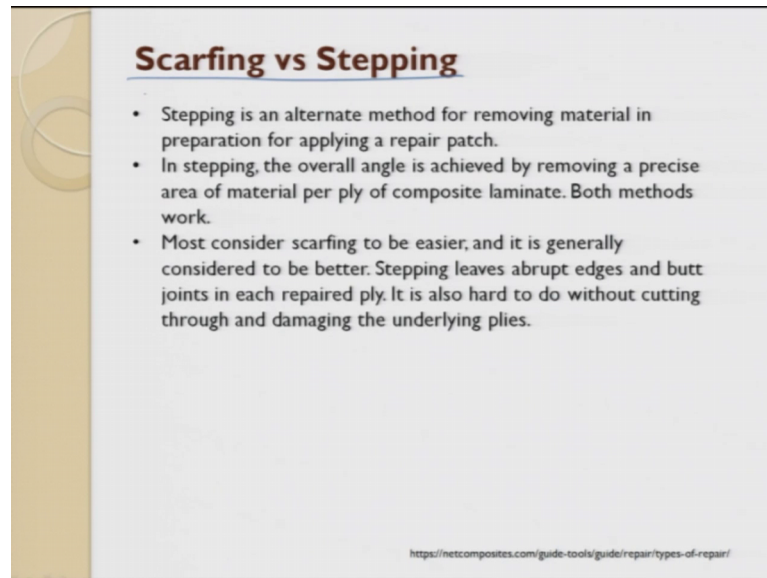 Scarfing vs Stepping
• Stepping is an alternate method for removing material in
preparation for applying a repair patch.
• In stepping, the overall angle is achieved by removing a precise
area of material per ply of composite laminate. Both methods
work.
• Most consider scarfing to be easier, and it is generally
considered to be better. Stepping leaves abrupt edges and butt
joints in each repaired ply. It is also hard to do without cutting
through and damaging the underlying plies.
https://netcomposites.com/guide-tools/guide/repair/types-of-repair/